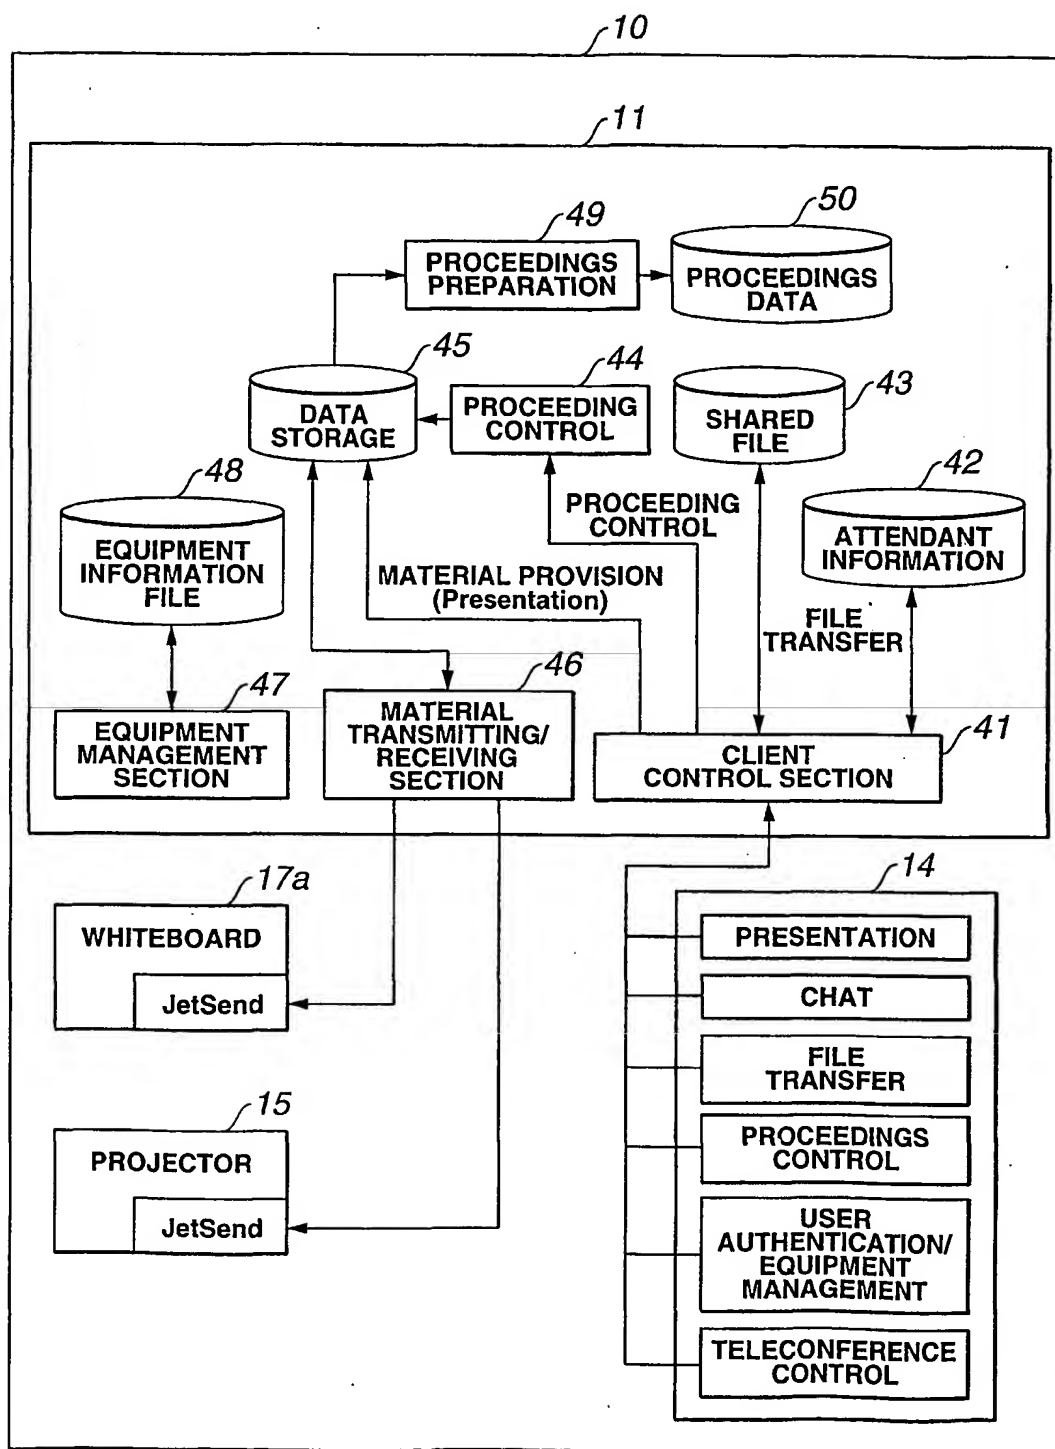 10
11
49
PROCEEDINGS
PREPARATION
50
PROCEEDINGS
DATA
45
DATA
STORAGE
44
PROCEEDING
CONTROL
43
SHARED
FILE
48
EQUIPMENT
INFORMATION
FILE
42
ATTENDANT
INFORMATION
PROCEEDING
CONTROL
MATERIAL PROVISION
(Presentation)
FILE
TRANSFER
47
EQUIPMENT
MANAGEMENT
SECTION
46
MATERIAL
TRANSMITTING/
RECEIVING
SECTION
41
CLIENT
CONTROL SECTION
17a
WHITEBOARD
JetSend
15
PROJECTOR
JetSend
14
PRESENTATION
CHAT
FILE
TRANSFER
PROCEEDINGS
CONTROL
USER
AUTHENTICATION/
EQUIPMENT
MANAGEMENT
TELECONFERENCE
CONTROL